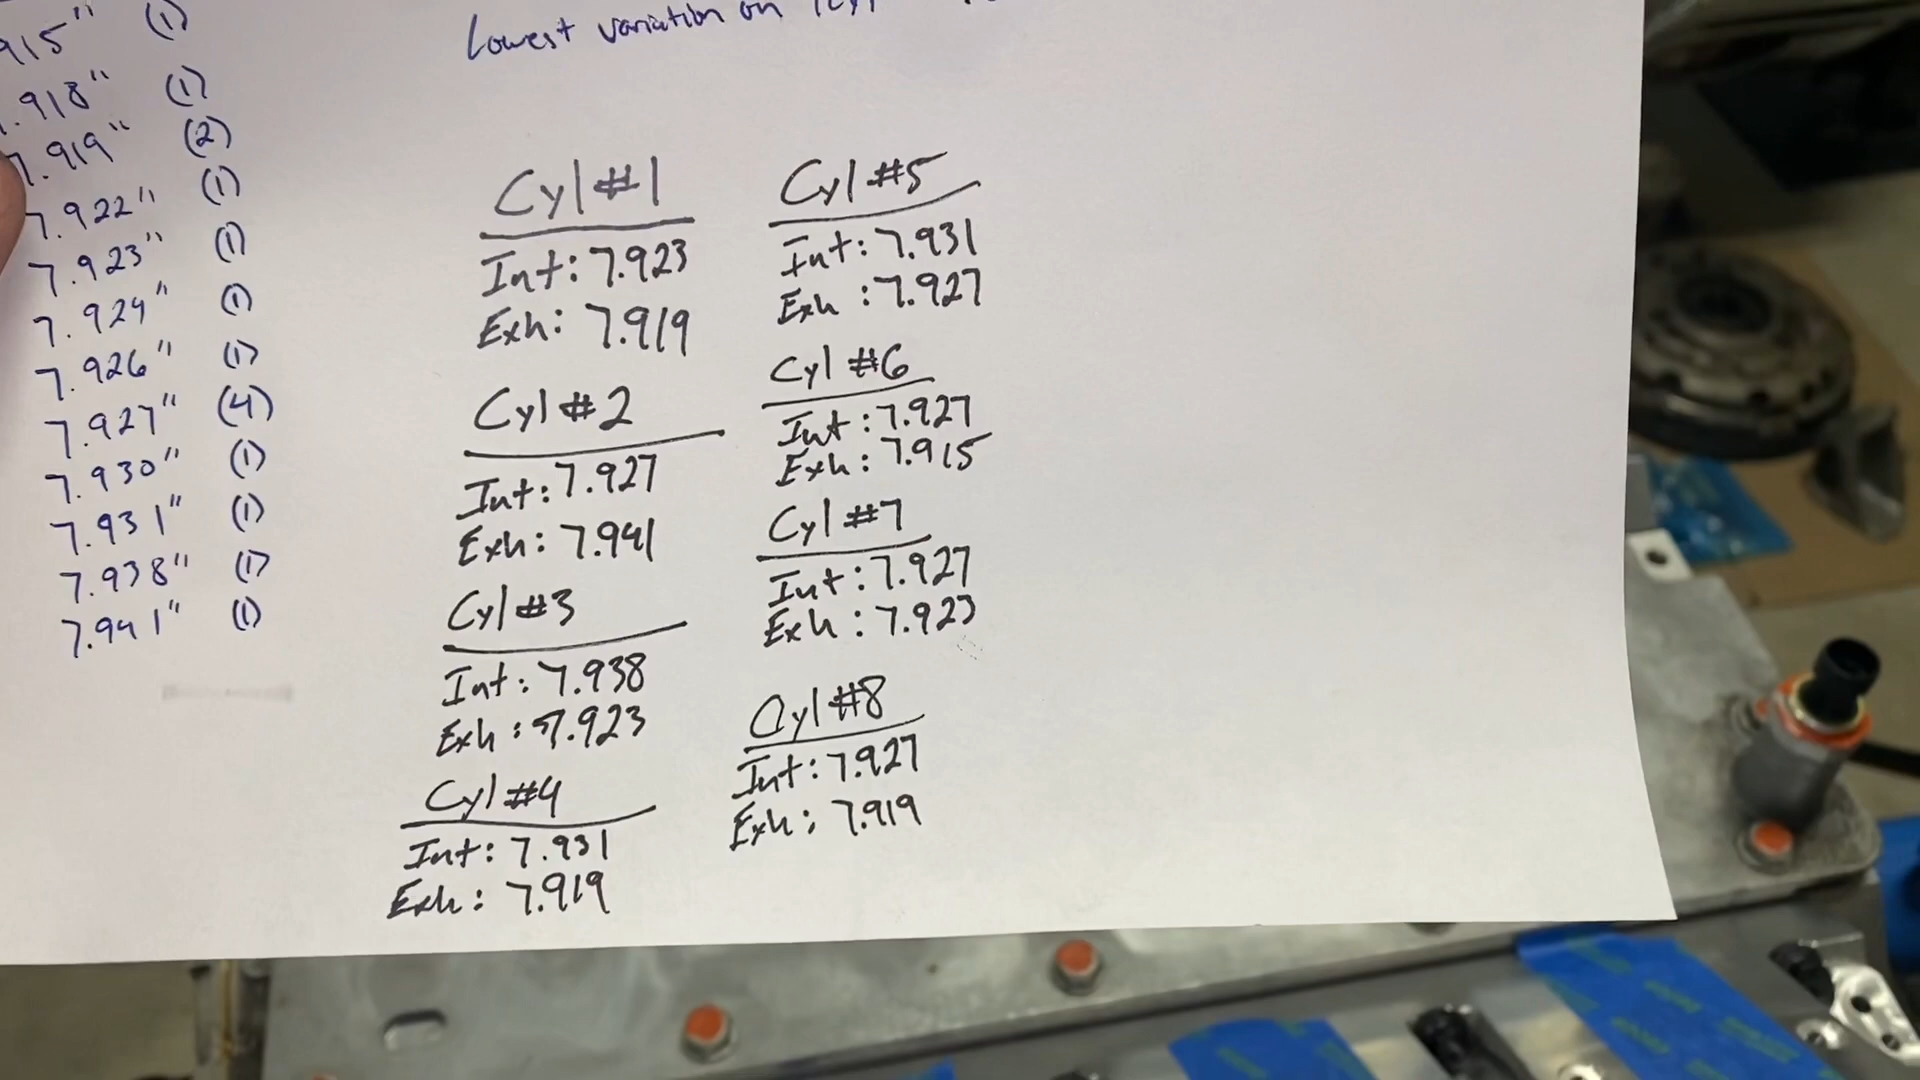 915" (1)
.918" (1)
7.919" (2)
7.922" (1)
7.923" (1)
7.924" (1)
7.926" (1)
7.927" (4)
7.930" (1)
7.931" (1)
7.938" (1)
7.941" (1)
Lowest variation on
Cyl #1
Int: 7.923
Exh: 7.919
Cyl #2
Int: 7.927
Exh: 7.941
Cyl #3
Int: 7.938
Exh: 7.923
Cyl #4
Int: 7.931
Exh: 7.919
Cyl #5
Int: 7.931
Exh: 7.927
Cyl #6
Int: 7.927
Exh: 7.915
Cyl #7
Int: 7.927
Exh: 7.923
Cyl #8
Int: 7.927
Exh: 7.919